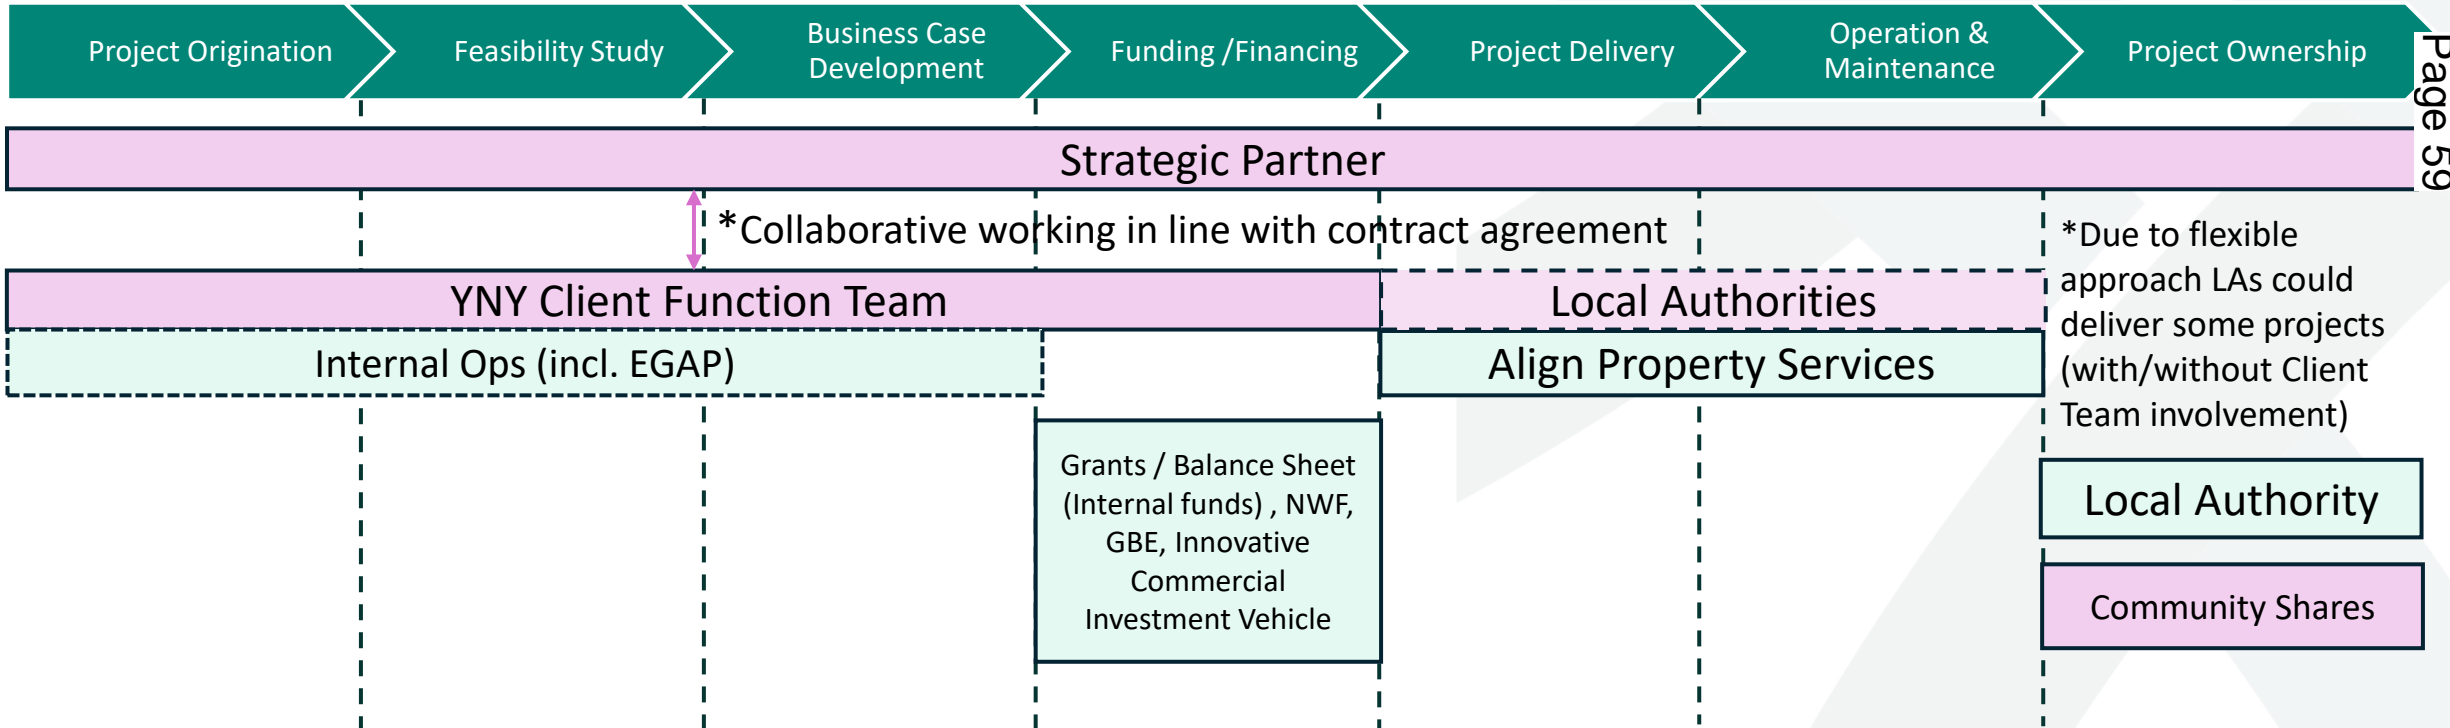 Project Origination
Feasibility Study
Business Case
Development
Funding /Financing
Project Delivery
Operation &
Maintenance
Project Ownership
Page 59
Strategic Partner
*Collaborative working in line with contract agreement
YNY Client Function Team
Local Authorities
Internal Ops (incl. EGAP)
Align Property Services
*Due to flexible
approach LAs could
deliver some projects
(with/without Client
Team involvement)
Grants / Balance Sheet
(Internal funds) , NWF,
GBE, Innovative
Commercial
Investment Vehicle
Local Authority
Community Shares